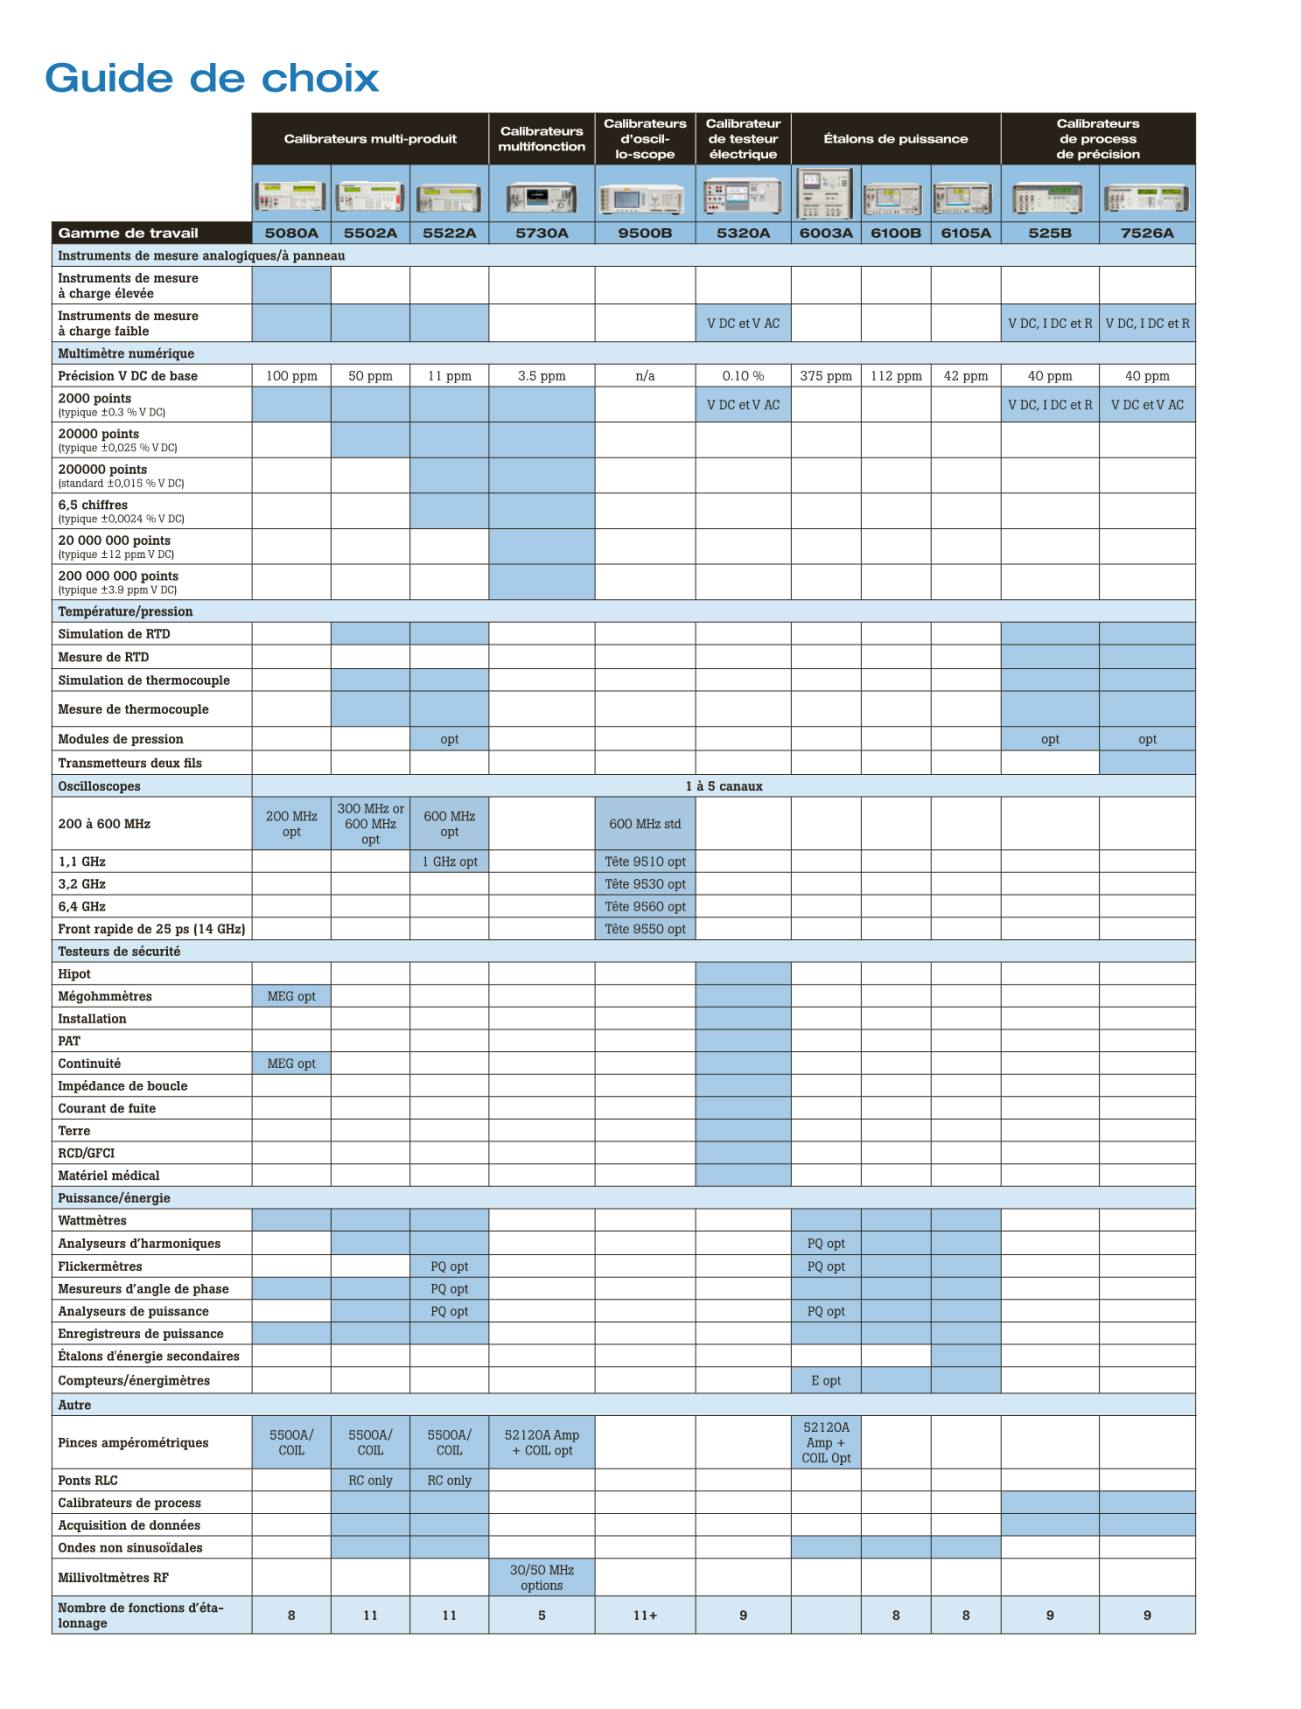 Guide de choix
Calibrateurs multi-produit
Calibrateurs
multifonction
Calibrateurs
d'oscil-
lo-scope
Calibrateur
de testeur
électrique
Étalons de puissance
Calibrateurs
de process
de précision
Gamme de travail 5080A 5502A 5522A 5730A 9500B 5320A 6003A 6100B 6105A 525B 7526A
Instruments de mesure analogiques/à panneau
Instruments de mesure
à charge élevée
Instruments de mesure
à charge faible
V DC et V AC V DC, I DC et R V DC, I DC et R
Multimètre numérique
Précision V DC de base 100 ppm 50 ppm 11 ppm 3.5 ppm n/a 0.10 % 375 ppm 112 ppm 42 ppm 40 ppm 40 ppm
2000 points
(typique ±0.3 % V DC)
V DC et V AC V DC, I DC et R V DC et V AC
20000 points
(typique ±0,025 % V DC)
200000 points
(standard ±0,015 % V DC)
6,5 chiffres
(typique ±0,0024 % V DC)
20 000 000 points
(typique ±12 ppm V DC)
200 000 000 points
(typique ±3.9 ppm V DC)
Température/pression
Simulation de RTD
Mesure de RTD
Simulation de thermocouple
Mesure de thermocouple
Modules de pression opt opt opt
Transmetteurs deux fils
Oscilloscopes 1 à 5 canaux
200 à 600 MHz
200 MHz
opt
300 MHz or
600 MHz
opt
600 MHz
opt
600 MHz std
1,1 GHz 1 GHz opt Tête 9510 opt
3,2 GHz Tête 9530 opt
6,4 GHz Tête 9560 opt
Front rapide de 25 ps (14 GHz) Tête 9550 opt
Testeurs de sécurité
Hipot
Mégohmmètres MEG opt
Installation
PAT
Continuité MEG opt
Impédance de boucle
Courant de fuite
Terre
RCD/GFCI
Matériel médical
Puissance/énergie
Wattmètres
Analyseurs d'harmoniques PQ opt
Flickermètres PQ opt PQ opt
Mesureurs d'angle de phase PQ opt
Analyseurs de puissance PQ opt PQ opt
Enregistreurs de puissance
Étalons d'énergie secondaires
Compteurs/énergimètres E opt
Autre
Pinces ampérométriques
5500A/
COIL
5500A/
COIL
5500A/
COIL
52120A Amp
+ COIL opt
52120A
Amp +
COIL Opt
Ponts RLC RC only RC only
Calibrateurs de process
Acquisition de données
Ondes non sinusoïdales
Millivoltmètres RF
30/50 MHz
options
Nombre de fonctions d'éta-
lonnage
8 11 11 5 11+ 9 8 8 9 9